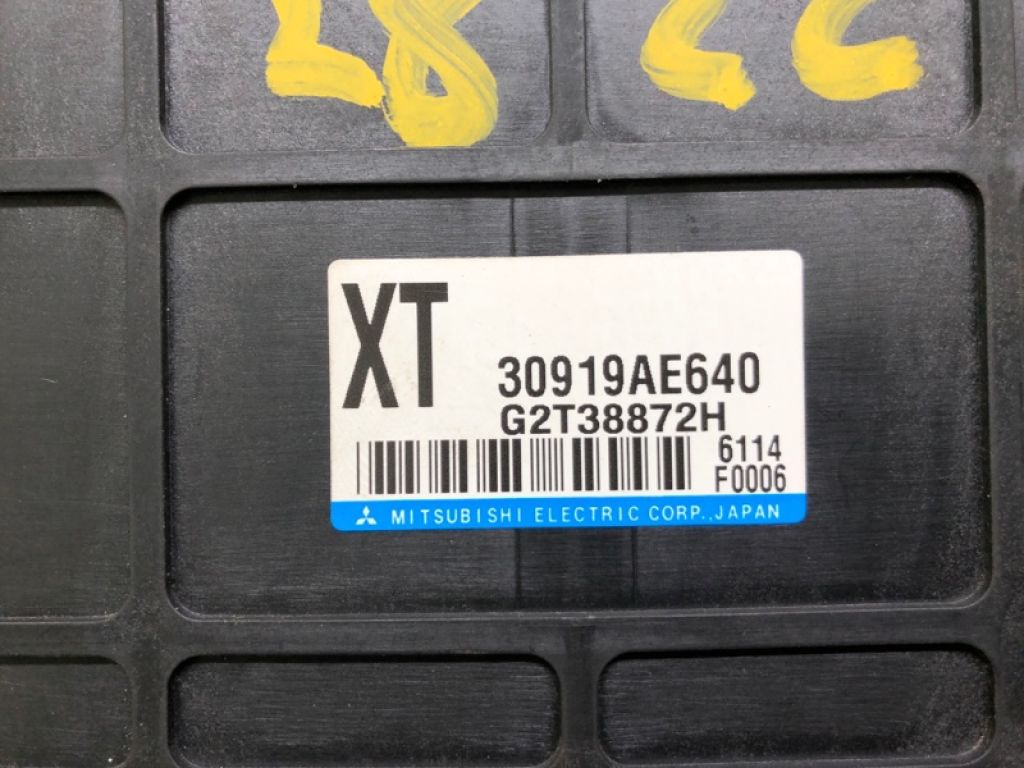 XT
30919AE640
G2T38872H
6114
F0006
MITSUBISHI ELECTRIC CORP.,JAPAN